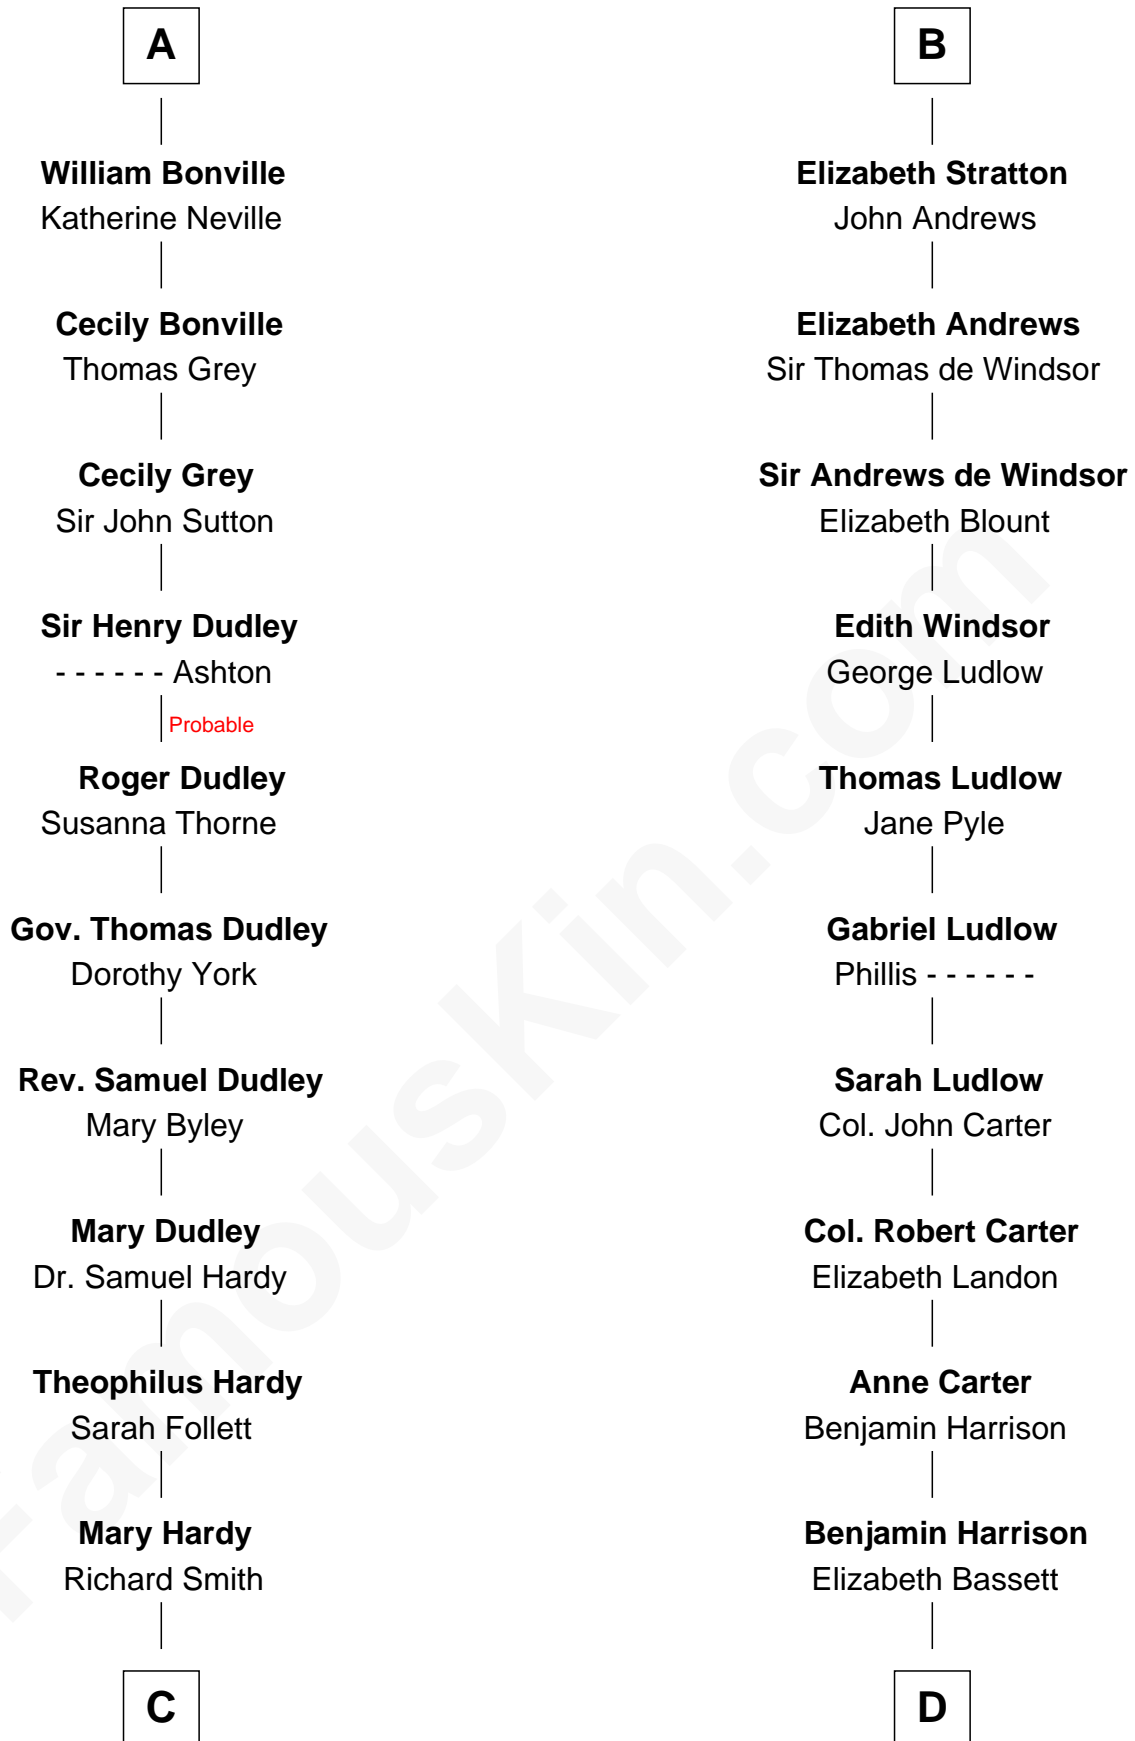 A
William Bonville
Katherine Neville
Cecily Bonville
Thomas Grey
Cecily Grey
Sir John Sutton
Sir Henry Dudley
- - - - - - Ashton
Probable
Roger Dudley
Susanna Thorne
Gov. Thomas Dudley
Dorothy York
Rev. Samuel Dudley
Mary Byley
Mary Dudley
Dr. Samuel Hardy
Theophilus Hardy
Sarah Follett
Mary Hardy
Richard Smith
C
B
Elizabeth Stratton
John Andrews
Elizabeth Andrews
Sir Thomas de Windsor
Sir Andrews de Windsor
Elizabeth Blount
Edith Windsor
George Ludlow
Thomas Ludlow
Jane Pyle
Gabriel Ludlow
Phillis - - - - - -
Sarah Ludlow
Col. John Carter
Col. Robert Carter
Elizabeth Landon
Anne Carter
Benjamin Harrison
Benjamin Harrison
Elizabeth Bassett
D
FamousKin.com